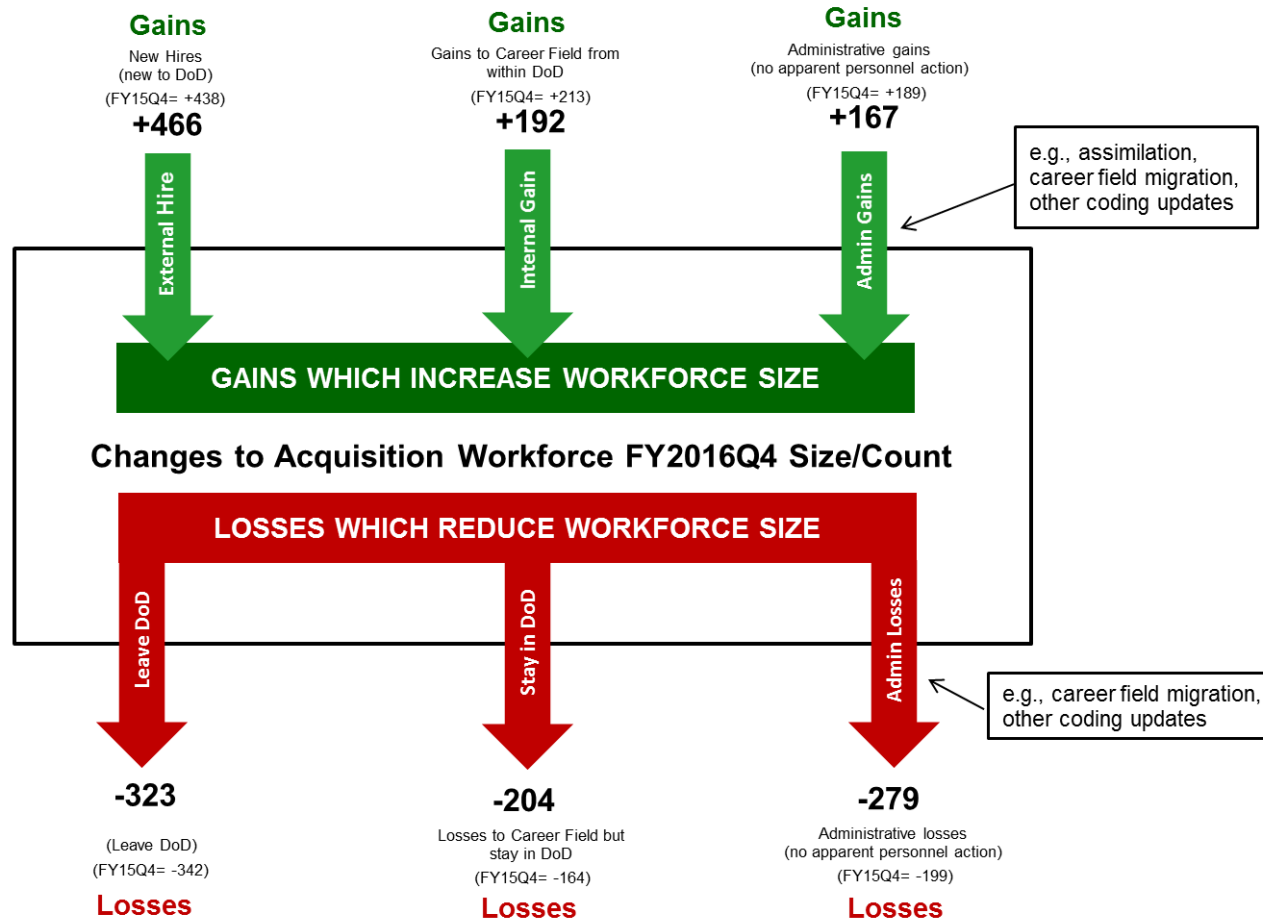 Gains
New Hires
(new to DoD)
(FY15Q4= +438)
+466
Gains
Gains to Career Field from
within DoD
(FY15Q4= +213)
+192
Gains
Administrative gains
(no apparent personnel action)
(FY15Q4= +189)
+167
e.g., assimilation,
career field migration,
other coding updates
External Hire
Internal Gain
Admin Gains
GAINS WHICH INCREASE WORKFORCE SIZE
Changes to Acquisition Workforce FY2016Q4 Size/Count
LOSSES WHICH REDUCE WORKFORCE SIZE
Leave DoD
Stay in DoD
Admin Losses
e.g., career field migration,
other coding updates
-323
(Leave DoD)
(FY15Q4= -342)
Losses
-204
Losses to Career Field but
stay in DoD
(FY15Q4= -164)
Losses
-279
Administrative losses
(no apparent personnel action)
(FY15Q4= -199)
Losses